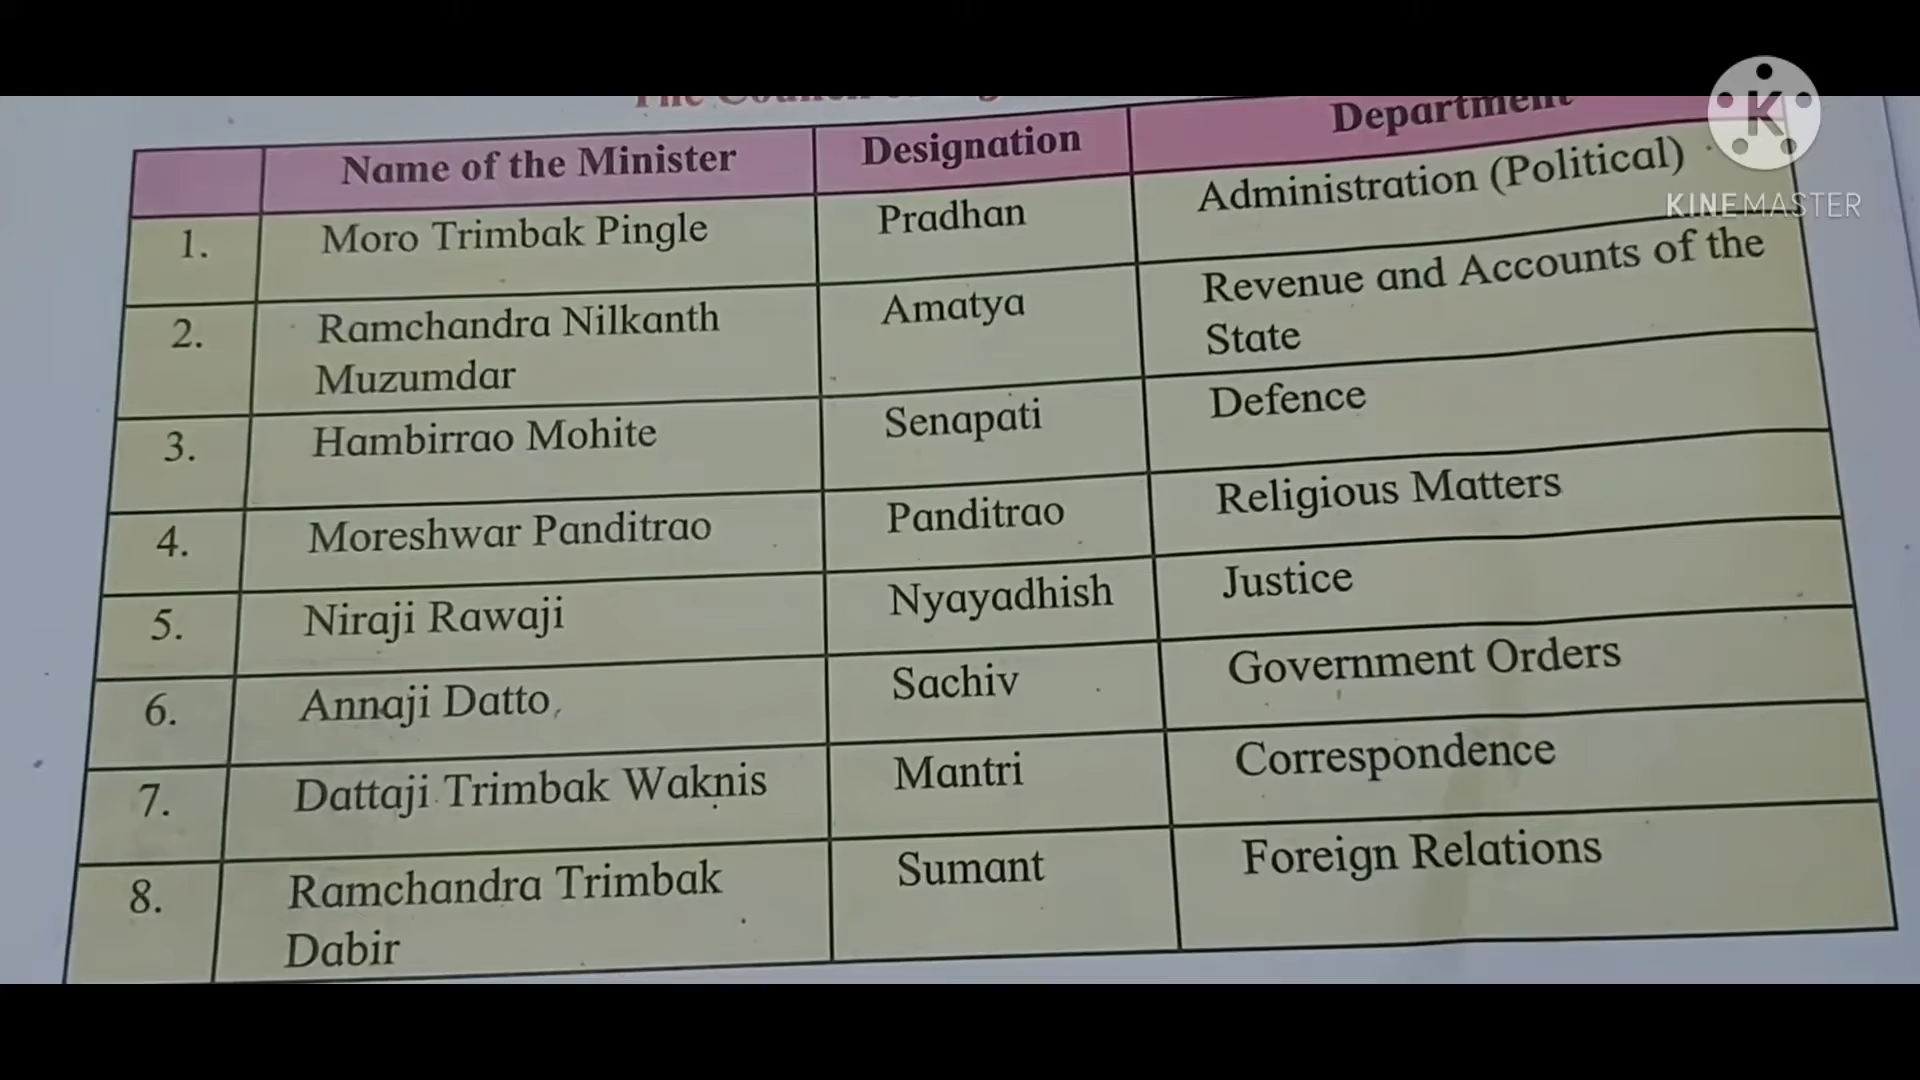 The Council
Name of the Minister Designation Department
1. Moro Trimbak Pingle Pradhan Administration (Political)
2. Ramchandra Nilkanth Muzumdar Amatya Revenue and Accounts of the State
3. Hambirrao Mohite Senapati Defence
4. Moreshwar Panditrao Panditrao Religious Matters
5. Niraji Rawaji Nyayadhish Justice
6. Annaji Datto Sachiv Government Orders
7. Dattaji Trimbak Waknis Mantri Correspondence
8. Ramchandra Trimbak Dabir Sumant Foreign Relations
K
KINEMASTER